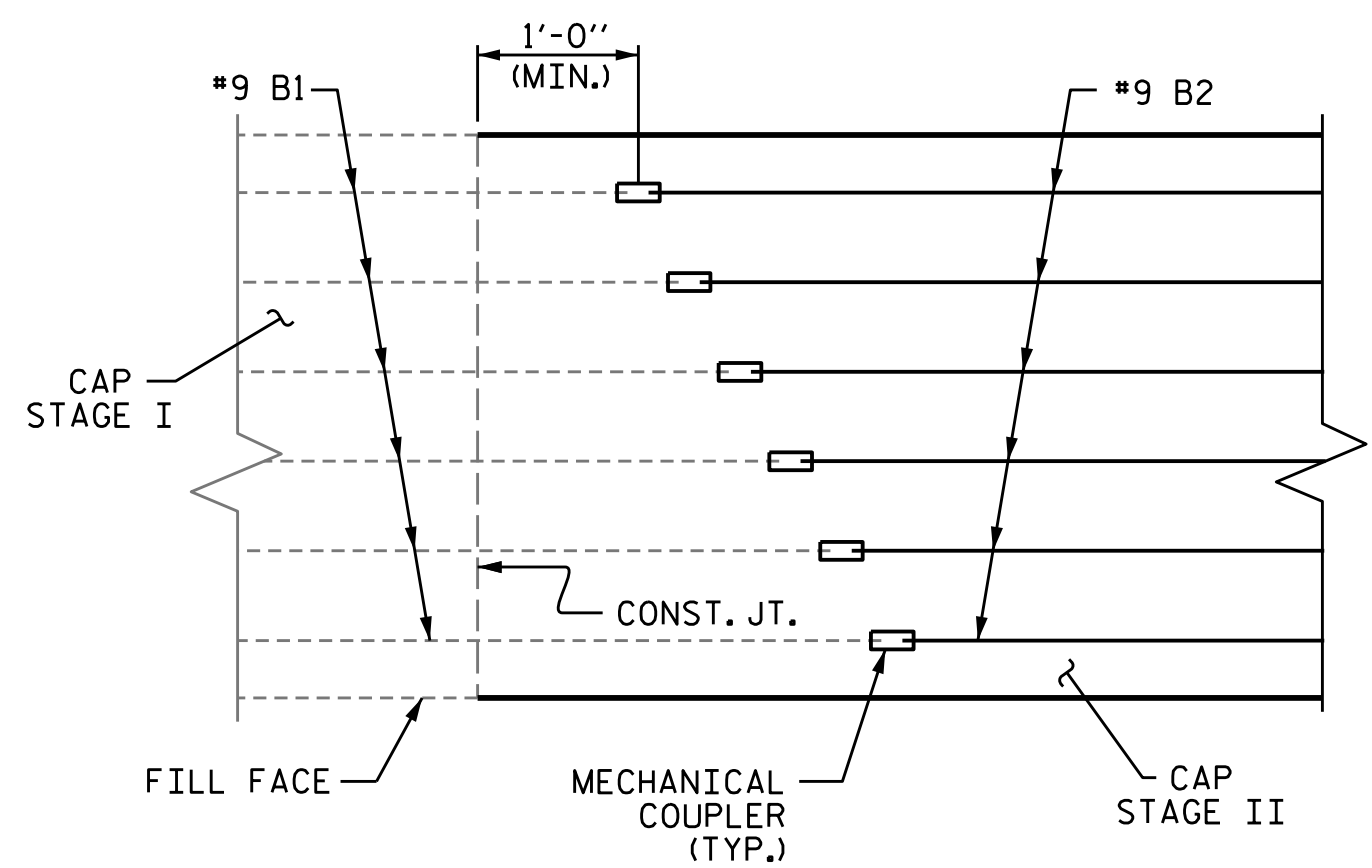 1'-0"
(MIN.)
#9 B1
#9 B2
CAP
STAGE I
CONST. JT.
FILL FACE
MECHANICAL
COUPLER
(TYP.)
CAP
STAGE II